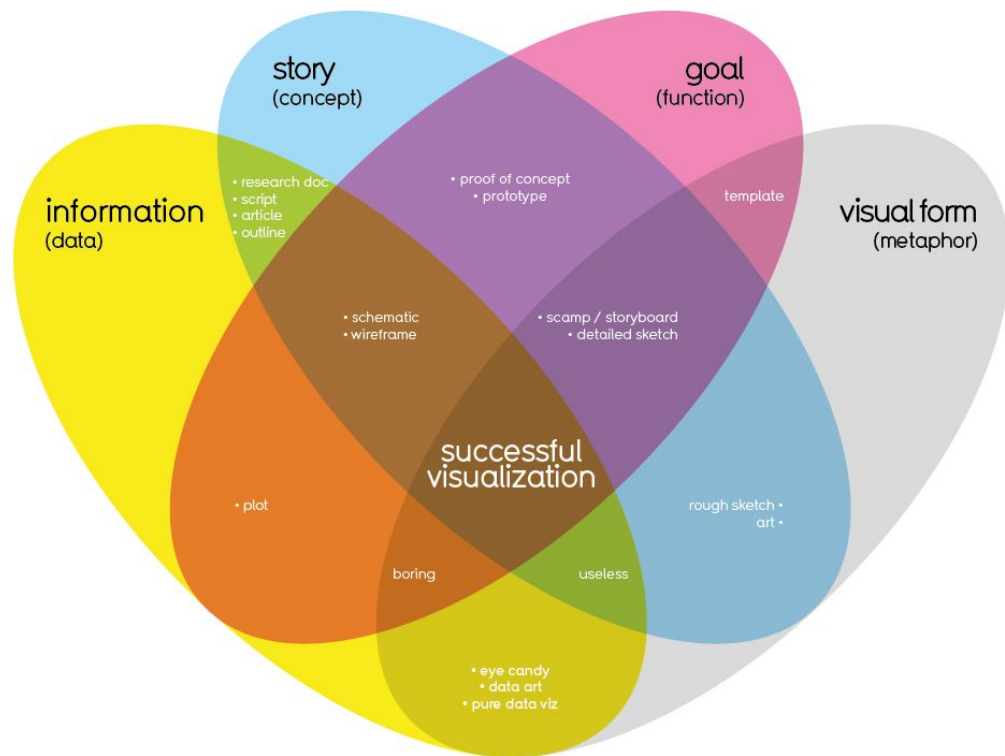 story
(concept)
goal
(function)
information
(data)
visual form
(metaphor)
• research doc
• script
• article
• outline
• proof of concept
• prototype
template
• schematic
• wireframe
• scamp / storyboard
• detailed sketch
successful
visualization
• plot
rough sketch •
art •
boring
useless
• eye candy
• data art
• pure data viz